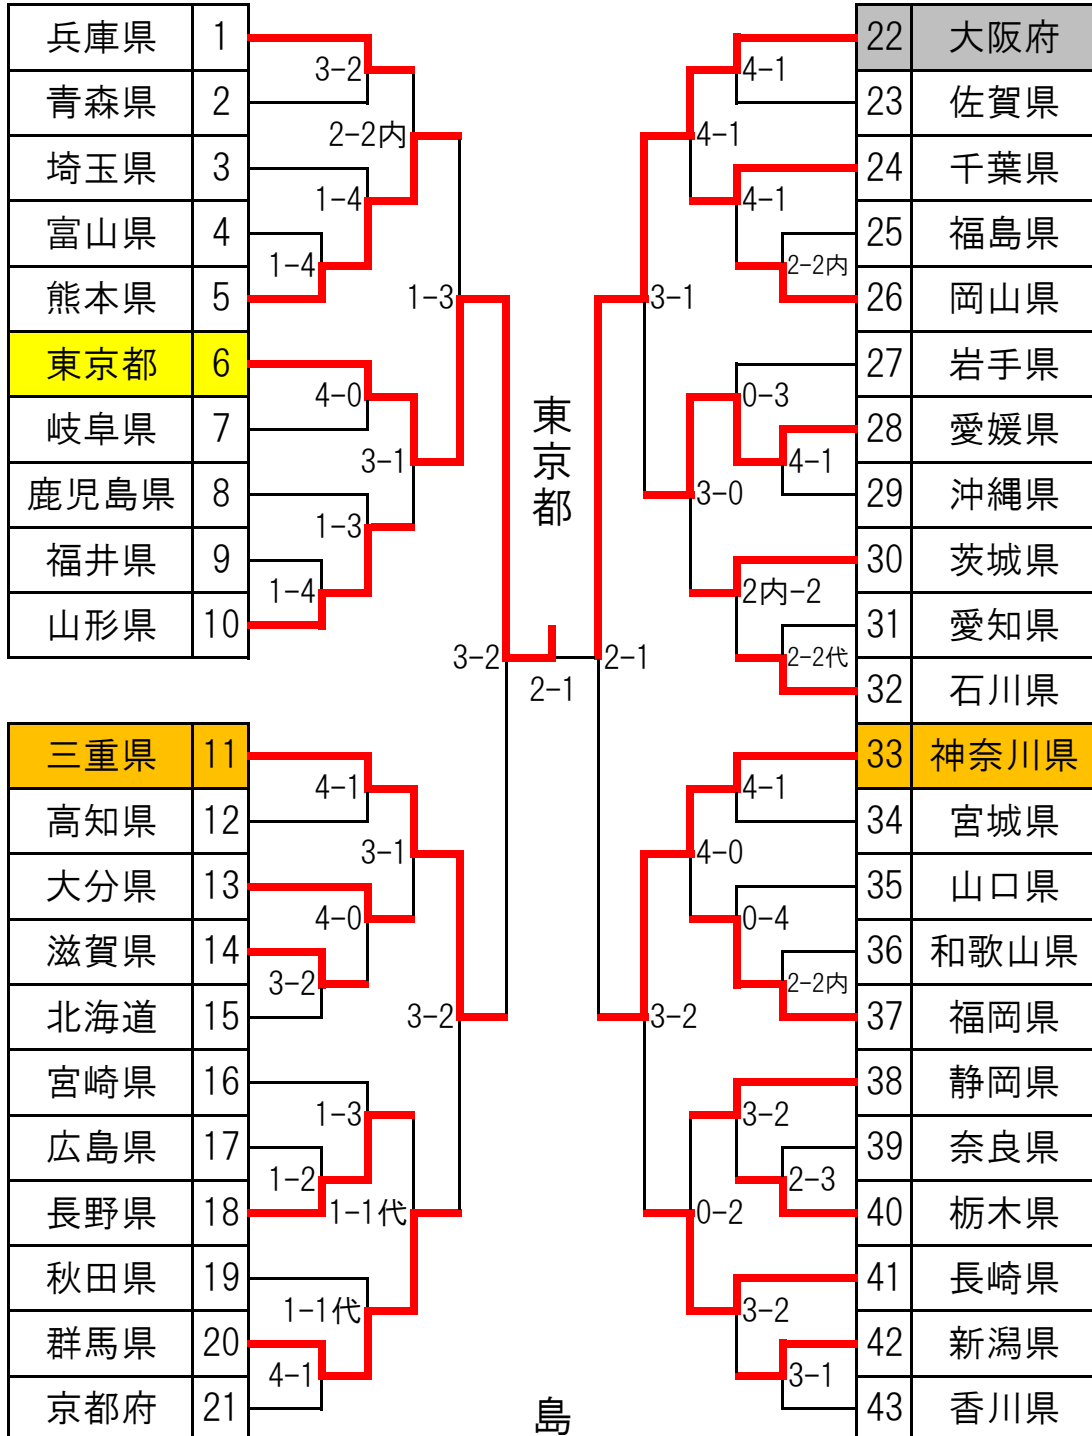 兵庫県 1
3-2
青森県 2
2-2内
埼玉県 3
1-4
富山県 4
1-4
熊本県 5
1-3
東京都 6
4-0
岐阜県 7
3-1
鹿児島県 8
1-3
福井県 9
1-4
山形県 10
3-2
三重県 11
4-1
高知県 12
3-1
大分県 13
4-0
滋賀県 14
3-2
北海道 15
3-2
宮崎県 16
1-3
広島県 17
1-2
長野県 18
1-1代
秋田県 19
1-1代
群馬県 20
4-1
京都府 21
東京都
2-1
島
22 大阪府
4-1
23 佐賀県
4-1
24 千葉県
4-1
25 福島県
2-2内
26 岡山県
3-1
27 岩手県
0-3
28 愛媛県
4-1
29 沖縄県
3-0
30 茨城県
2内-2
31 愛知県
2-2代
2-1
32 石川県
33 神奈川県
4-1
34 宮城県
4-0
35 山口県
0-4
36 和歌山県
2-2内
37 福岡県
3-2
38 静岡県
3-2
39 奈良県
2-3
40 栃木県
0-2
41 長崎県
3-2
42 新潟県
3-1
43 香川県